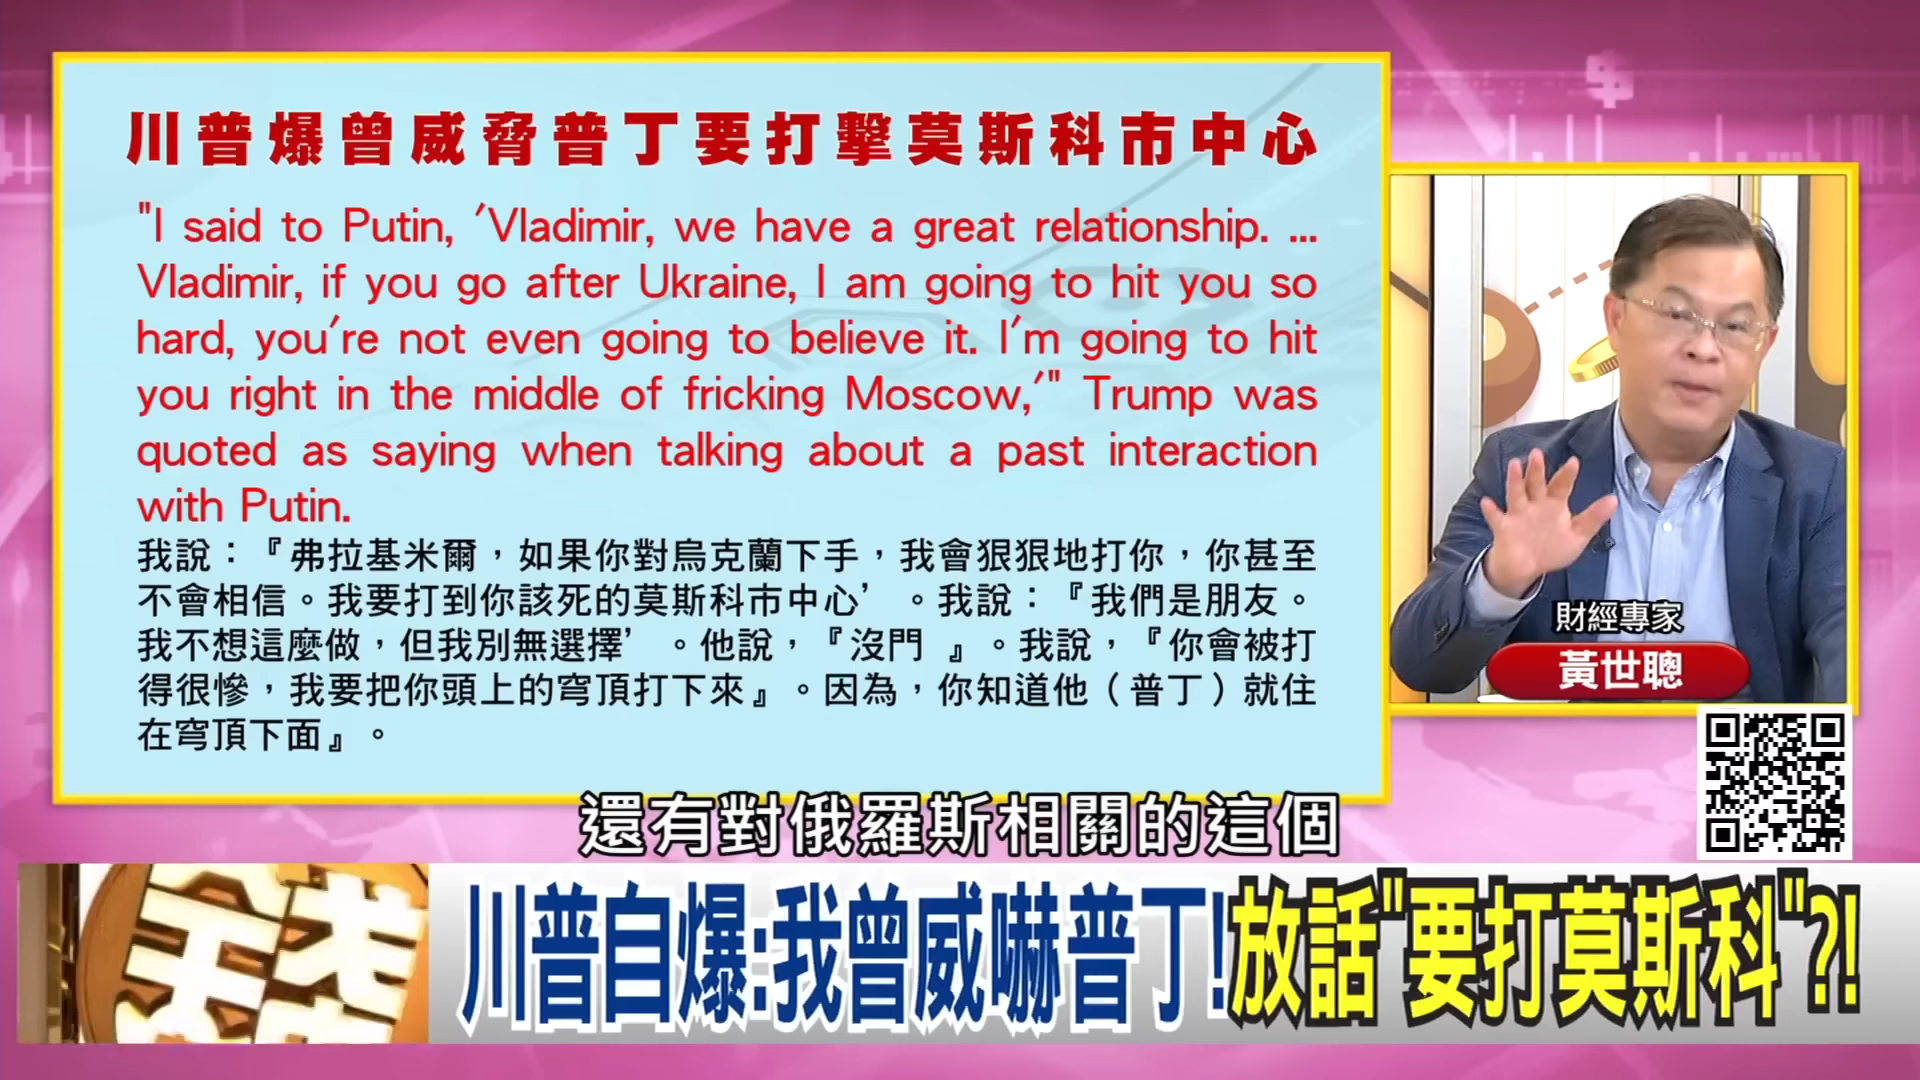 川普爆曾威脅普丁要打擊莫斯科市中心
"I said to Putin, 'Vladimir, we have a great relationship. ...
Vladimir, if you go after Ukraine, I am going to hit you so
hard, you're not even going to believe it. I'm going to hit
you right in the middle of fricking Moscow,'" Trump was
quoted as saying when talking about a past interaction
with Putin.
我說：『弗拉基米爾，如果你對烏克蘭下手，我會狠狠地打你，你甚至
不會相信。我要打到你該死的莫斯科市中心’。我說：『我們是朋友。
我不想這麼做，但我別無選擇’。他說，『沒門 』。我說，『你會被打
得很慘，我要把你頭上的穹頂打下來』。因為，你知道他（普丁）就住
在穹頂下面』。
財經專家
黃世聰
還有對俄羅斯相關的這個
川普自爆:我曾威嚇普丁!放話"要打莫斯科"?!